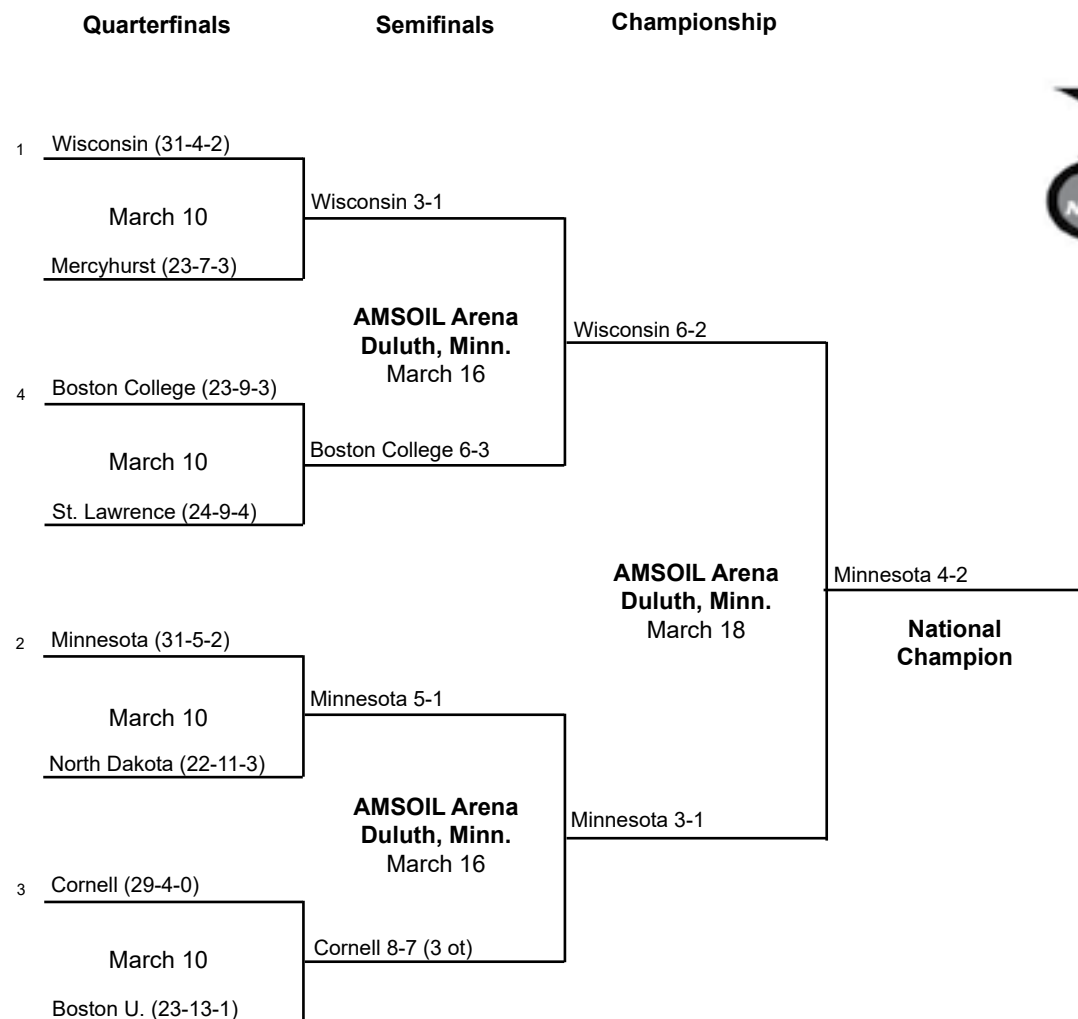 Quarterfinals
Semifinals
Championship
1 Wisconsin (31-4-2)
March 10
Mercyhurst (23-7-3)
Wisconsin 3-1
4 Boston College (23-9-3)
March 10
St. Lawrence (24-9-4)
Boston College 6-3
AMSOIL Arena
Duluth, Minn.
March 16
Wisconsin 6-2
2 Minnesota (31-5-2)
March 10
North Dakota (22-11-3)
Minnesota 5-1
3 Cornell (29-4-0)
March 10
Boston U. (23-13-1)
Cornell 8-7 (3 ot)
AMSOIL Arena
Duluth, Minn.
March 16
Minnesota 3-1
AMSOIL Arena
Duluth, Minn.
March 18
Minnesota 4-2
National
Champion